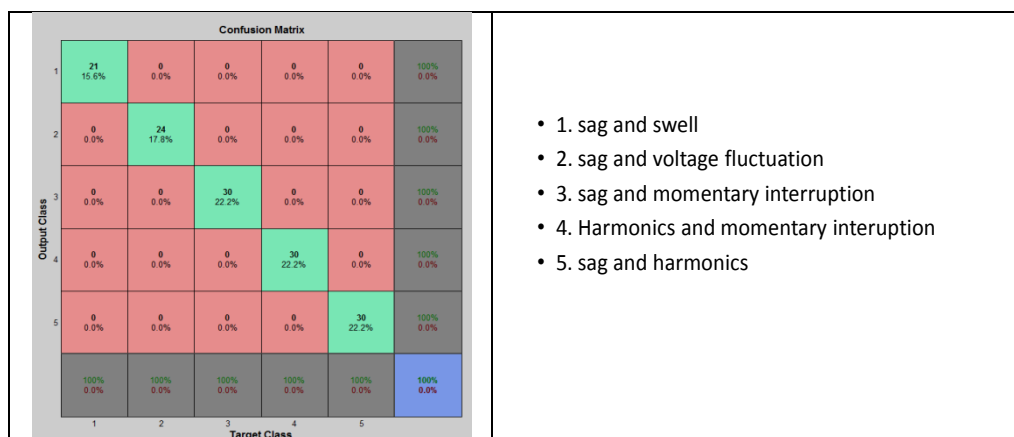 Confusion Matrix
1 21 0 0 0 0 100%
15.6% 0.0% 0.0% 0.0% 0.0% 0.0%
2 0 24 0 0 0 100%
0.0% 17.8% 0.0% 0.0% 0.0% 0.0%
3 0 0 30 0 0 100%
0.0% 0.0% 22.2% 0.0% 0.0% 0.0%
4 0 0 0 30 0 100%
0.0% 0.0% 0.0% 22.2% 0.0% 0.0%
5 0 0 0 0 30 100%
0.0% 0.0% 0.0% 0.0% 22.2% 0.0%
100% 100% 100% 100% 100% 100%
0.0% 0.0% 0.0% 0.0% 0.0% 0.0%
1 2 3 4 5
Target Class
Output Class
• 1. sag and swell
• 2. sag and voltage fluctuation
• 3. sag and momentary interruption
• 4. Harmonics and momentary interuption
• 5. sag and harmonics